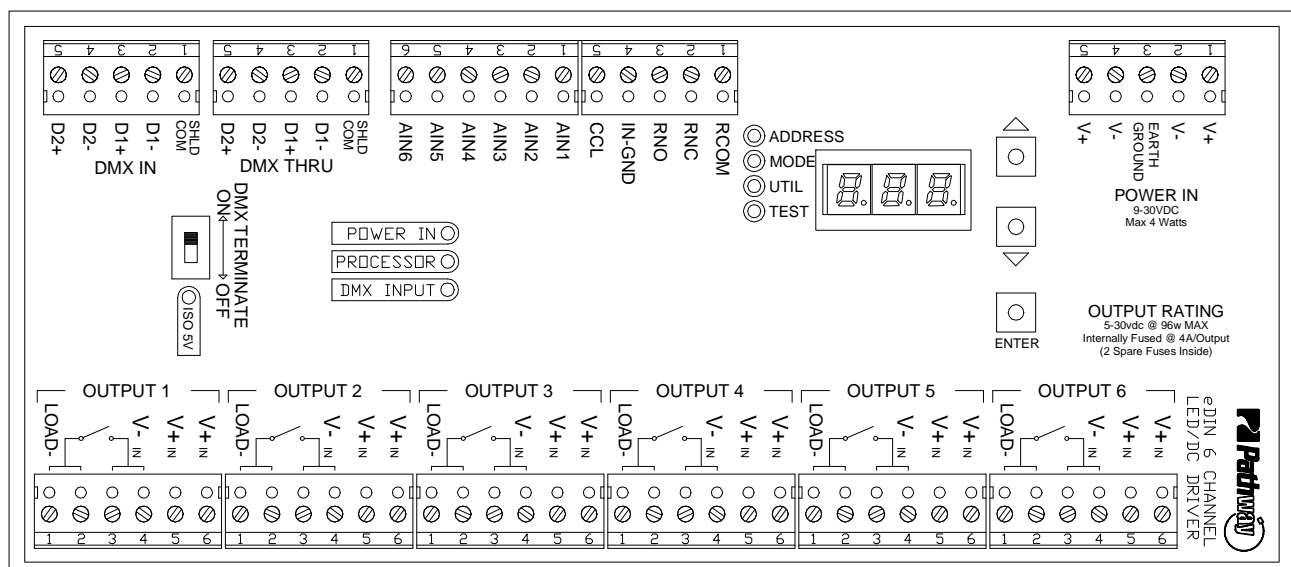 5 4 3 2 1
5 4 3 2 1
6 5 4 3 2 1
5 4 3 2 1
5 4 3 2 1
D2+ D2- D1+ D1- SHLD COM
DMX IN
D2+ D2- D1+ D1- SHLD COM
DMX THRU
AIN6 AIN5 AIN4 AIN3 AIN2 AIN1
CCL IN-GND RNO RNC RCOM
V+ V- EARTH GROUND V- V+
POWER IN
9-30VDC
Max 4 Watts
ADDRESS
MODE
UTIL
TEST
8. 8. 8.
DMX TERMINATE
ON OFF
ISO 5V
POWER IN
PROCESSOR
DMX INPUT
ENTER
OUTPUT RATING
5-30vdc @ 96w MAX
Internally Fused @ 4A/Output
(2 Spare Fuses Inside)
OUTPUT 1
LOAD- V- IN V+ IN V+ IN
1 2 3 4 5 6
OUTPUT 2
LOAD- V- IN V+ IN V+ IN
1 2 3 4 5 6
OUTPUT 3
LOAD- V- IN V+ IN V+ IN
1 2 3 4 5 6
OUTPUT 4
LOAD- V- IN V+ IN V+ IN
1 2 3 4 5 6
OUTPUT 5
LOAD- V- IN V+ IN V+ IN
1 2 3 4 5 6
OUTPUT 6
LOAD- V- IN V+ IN V+ IN
1 2 3 4 5 6
eDIN 6 CHANNEL
LED/DC DRIVER
Pathway